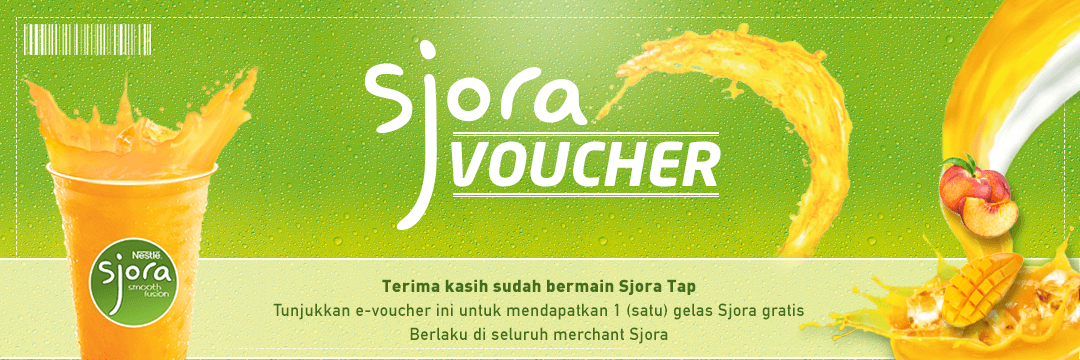 sjora
VOUCHER
Nestlé.
sjora
smooth
fusion
Terima kasih sudah bermain Sjora Tap
Tunjukkan e-voucher ini untuk mendapatkan 1 (satu) gelas Sjora gratis
Berlaku di seluruh merchant Sjora